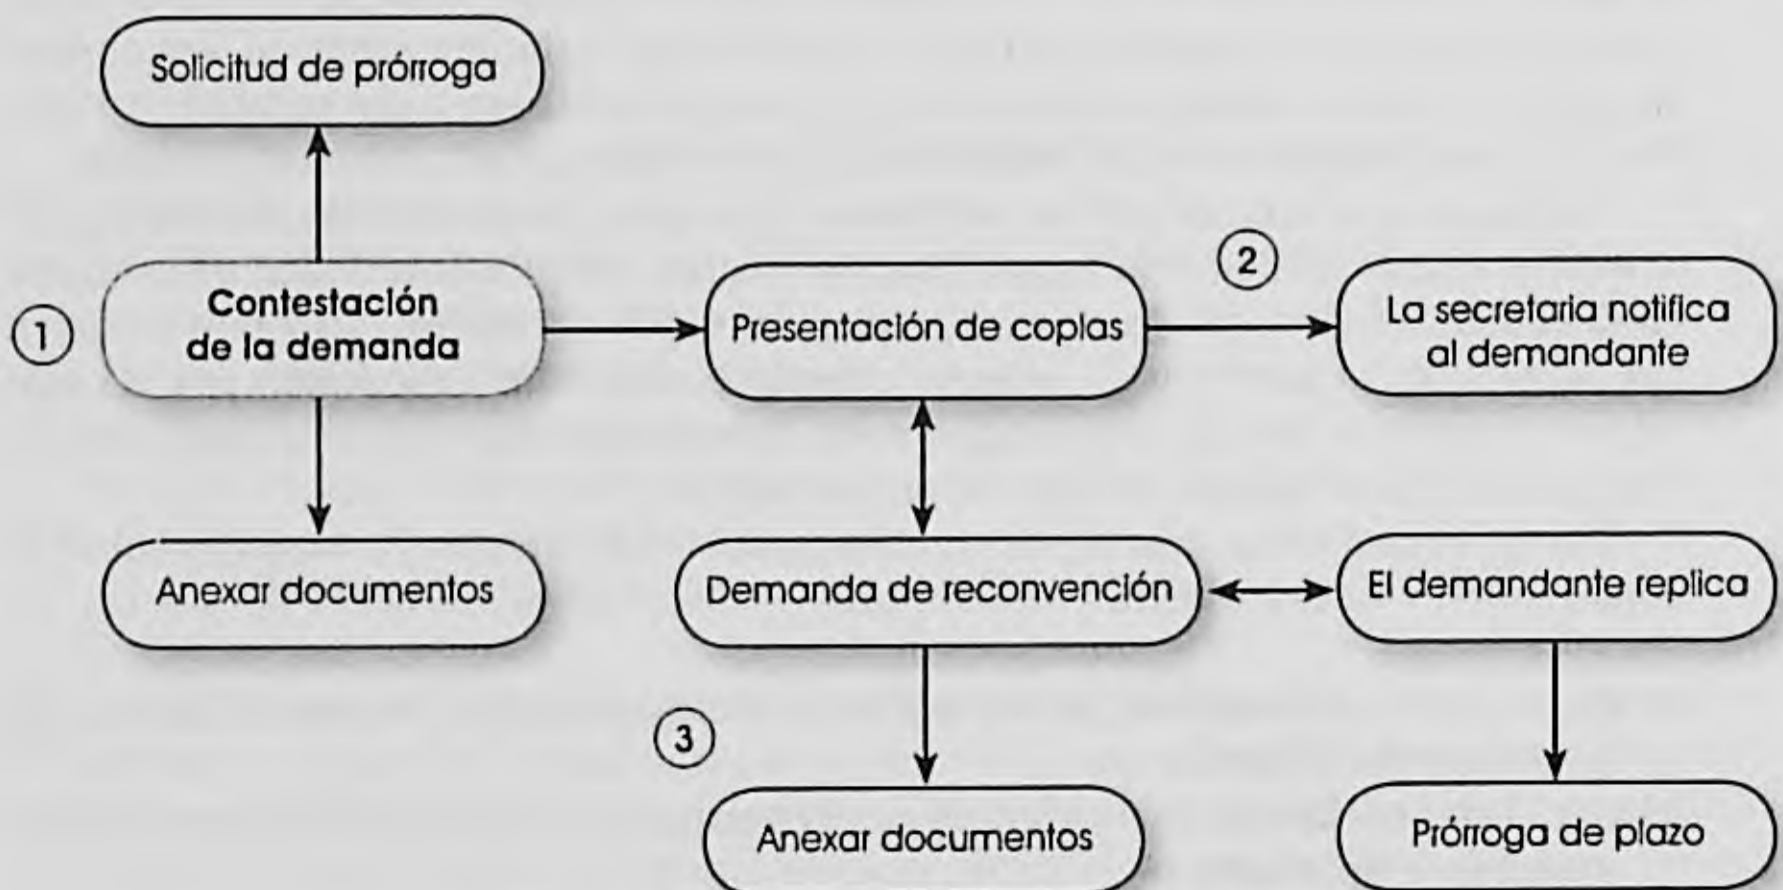 Solicitud de prórroga
1
Contestación
de la demanda
Presentación de copias
2
La secretaria notifica
al demandante
Anexar documentos
Demanda de reconvención
El demandante replica
3
Anexar documentos
Prórroga de plazo